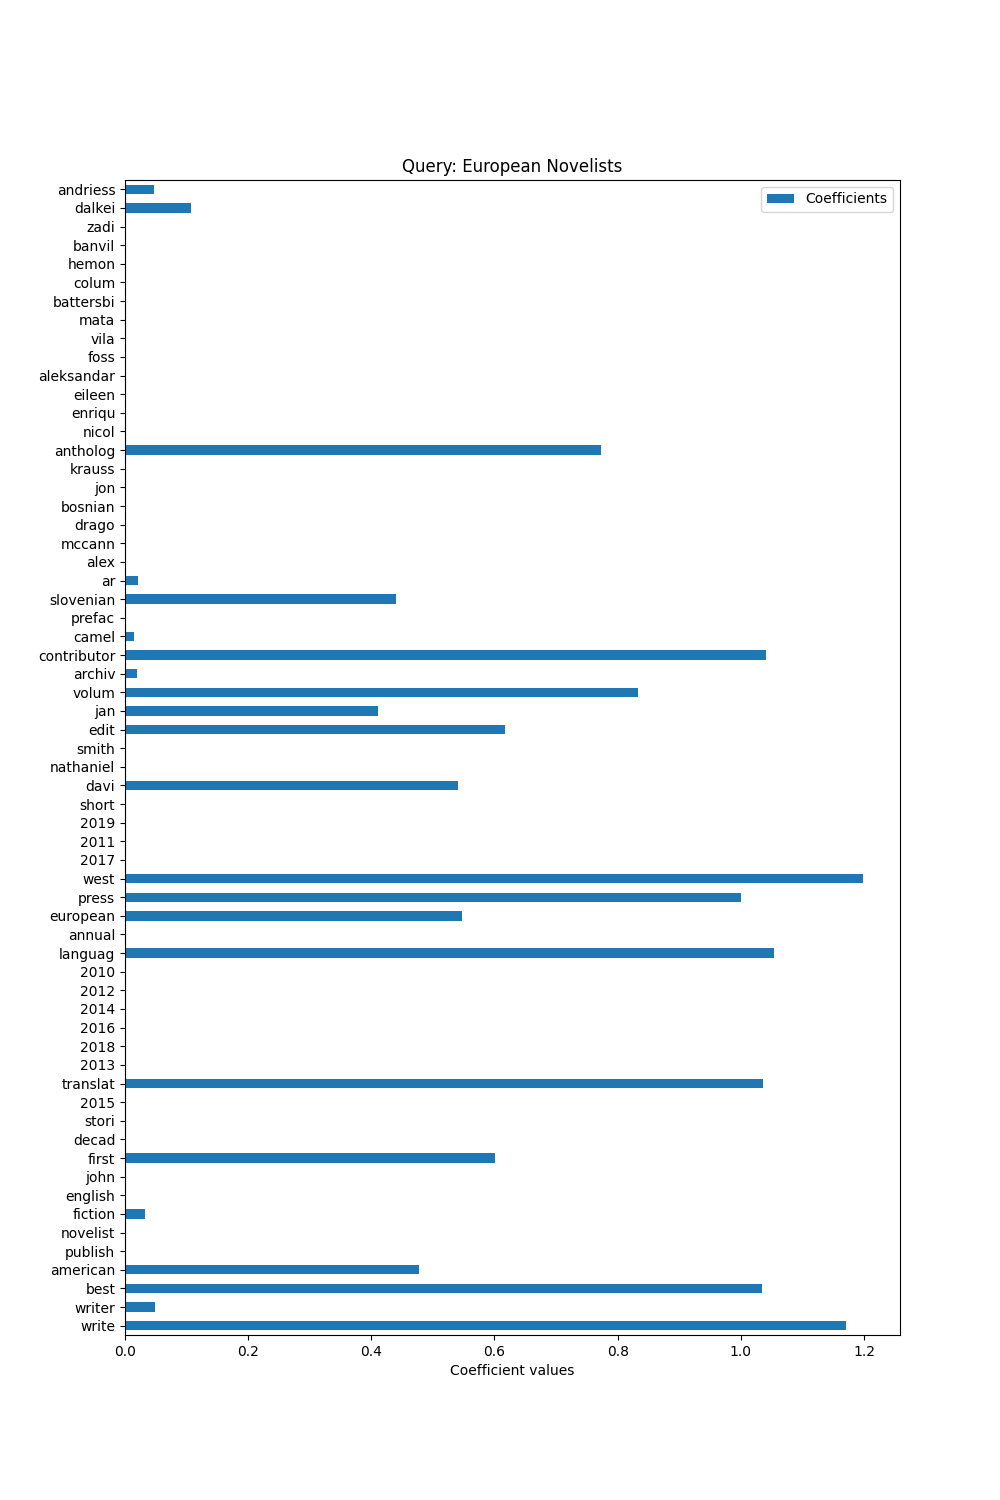 Query: European Novelists
Coefficients
andriess
dalkei
zadi
banvil
hemon
colum
battersbi
mata
vila
foss
aleksandar
eileen
enriqu
nicol
antholog
krauss
jon
bosnian
drago
mccann
alex
ar
slovenian
prefac
camel
contributor
archiv
volum
jan
edit
smith
nathaniel
davi
short
2019
2011
2017
west
press
european
annual
languag
2010
2012
2014
2016
2018
2013
translat
2015
stori
decad
first
john
english
fiction
novelist
publish
american
best
writer
write
0.0 0.2 0.4 0.6 0.8 1.0 1.2
Coefficient values